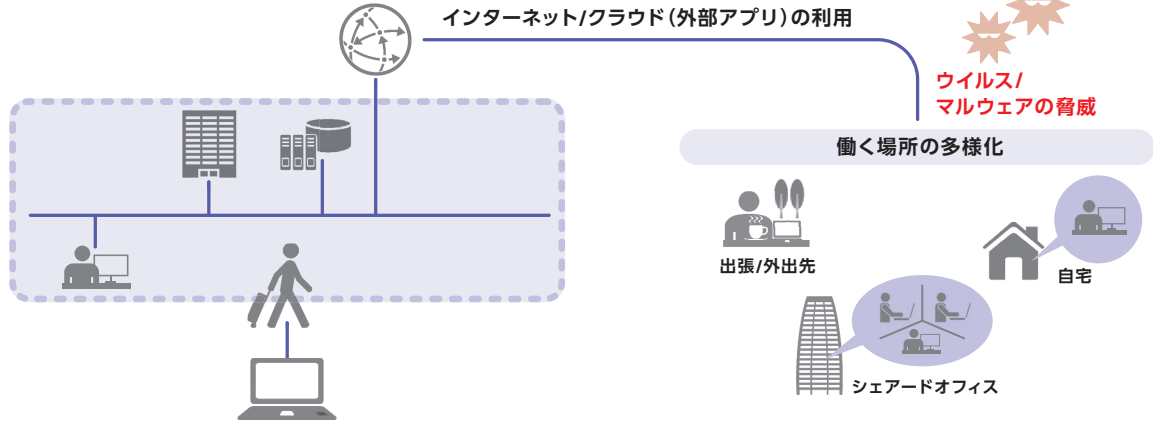 インターネット/クラウド（外部アプリ）の利用
ウイルス/
マルウェアの脅威
働く場所の多様化
出張/外出先
自宅
シェアードオフィス